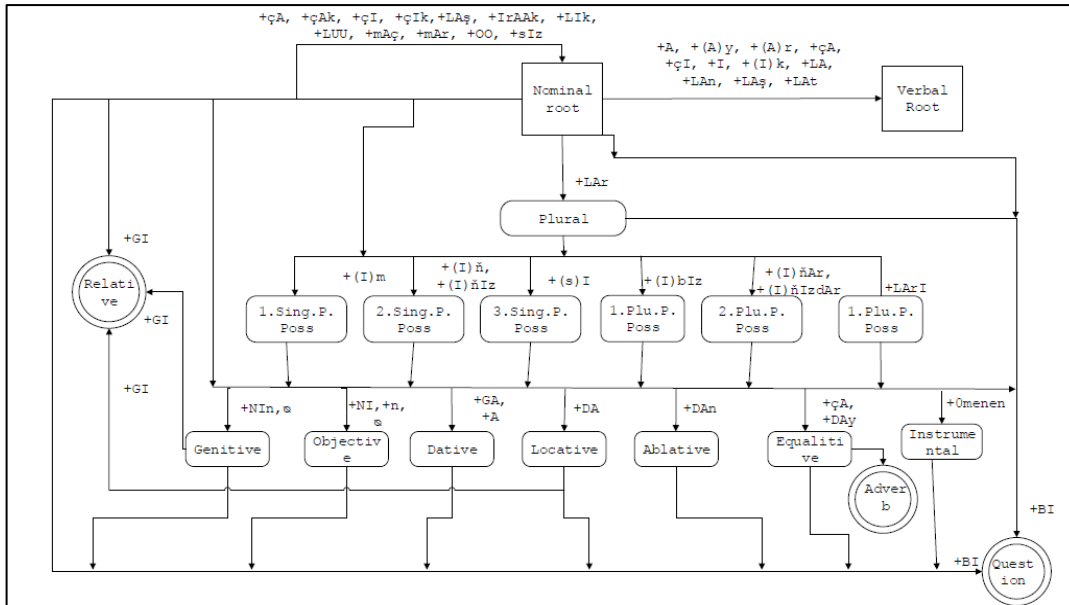 +çA, +çAk, +çI, +çIk,+LAş, +IrAAk, +LIk,
+LUU, +mAç, +mAr, +OO, +sIz
+A, +(A)y, +(A)r, +çA,
+çI, +I, +(I)k, +LA,
+LAn, +LAş, +LAt
Nominal
root
Verbal
Root
+LAr
Plural
+GI
Relati
ve
+GI
+GI
+(I)m
+(I)ñ,
+(I)ñIz
+(s)I
+(I)bIz
+(I)ñAr,
+(I)ñIzdAr
+LArI
1.Sing.P.
Poss
2.Sing.P.
Poss
3.Sing.P.
Poss
1.Plu.P.
Poss
2.Plu.P.
Poss
1.Plu.P.
Poss
+NIn,
+NI,+n,
+GA,
+A
+DA
+DAn
+çA,
+DAy
+0menen
Genitive
Objectiv
e
Dative
Locative
Ablative
Equaliti
ve
Instrume
ntal
Adver
b
+BI
+BI
Quest
ion